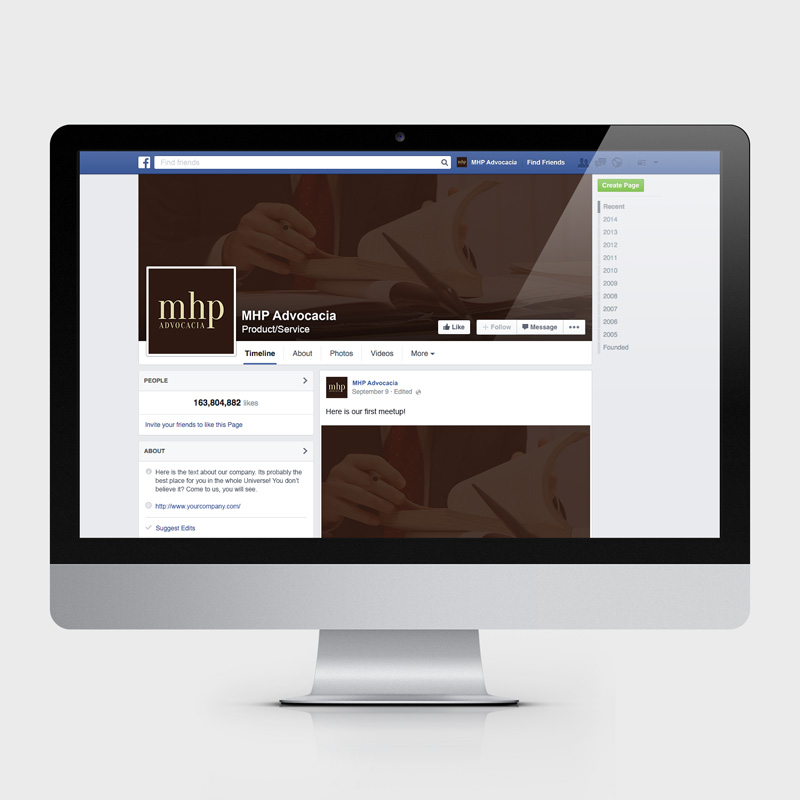 Find friends
MHP Advocacia
Find Friends
Create Page
Recent
2014
2013
2012
2011
2010
2009
2008
2007
2006
2005
Founded
mhp
ADVOCACIA
MHP Advocacia
Product/Service
Like
+ Follow
Message
Timeline
About
Photos
Videos
More
PEOPLE
163,804,882 likes
Invite your friends to like this Page
ABOUT
Here is the text about our company. Its probably the
best place for you in the whole Universe! You don't
believe it? Come to us, you will see.
http://www.yourcompany.com/
Suggest Edits
mhp
MHP Advocacia
September 9 · Edited
Here is our first meetup!